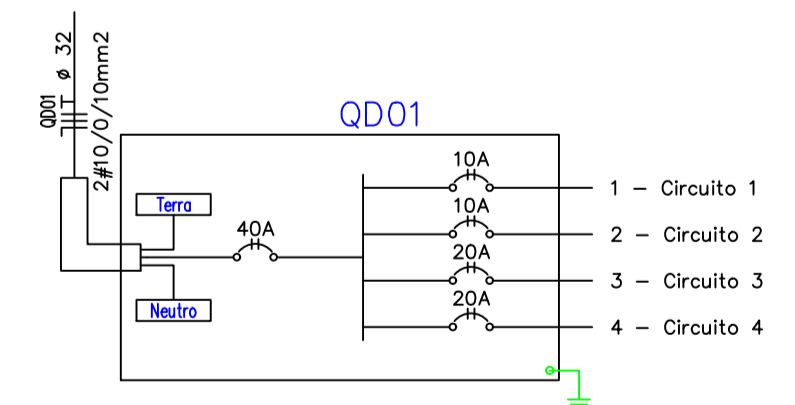 QD01
ø 32
2#10/0/10mm2
QD01
Terra
40A
Neutro
10A
1 – Circuito 1
10A
2 – Circuito 2
20A
3 – Circuito 3
20A
4 – Circuito 4